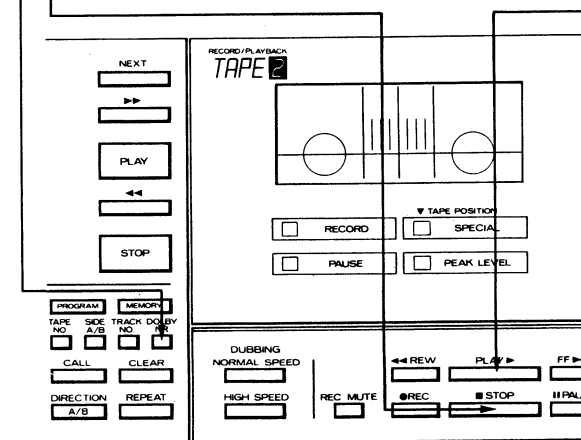 RECORD/PLAYBACK
TAPE 2
NEXT
▶▶
PLAY
◀◀
STOP
▼ TAPE POSITION
RECORD
SPECIAL
PAUSE
PEAK LEVEL
PROGRAM
MEMORY
TAPE NO
SIDE A/B
TRACK NO
DOLBY NR
CALL
CLEAR
DIRECTION
A/B
REPEAT
DUBBING
NORMAL SPEED
HIGH SPEED
REC MUTE
◀◀ REW
PLAY ▶
FF ▶
●REC
■ STOP